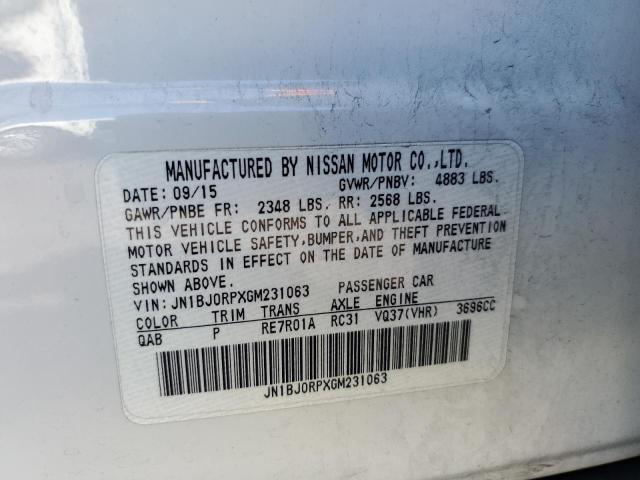 MANUFACTURED BY NISSAN MOTOR CO.,LTD.
DATE: 09/15 GVWR/PNBV: 4883 LBS.
GAWR/PNBE FR: 2348 LBS. RR: 2568 LBS.
THIS VEHICLE CONFORMS TO ALL APPLICABLE FEDERAL
MOTOR VEHICLE SAFETY,BUMPER,AND THEFT PREVENTION
STANDARDS IN EFFECT ON THE DATE OF MANUFACTURE
SHOWN ABOVE.
VIN: JN1BJ0RPXGM231063 PASSENGER CAR
COLOR TRIM TRANS AXLE ENGINE
QAB P RE7R01A RC31 VQ37(VHR) 3696CC
JN1BJ0RPXGM231063